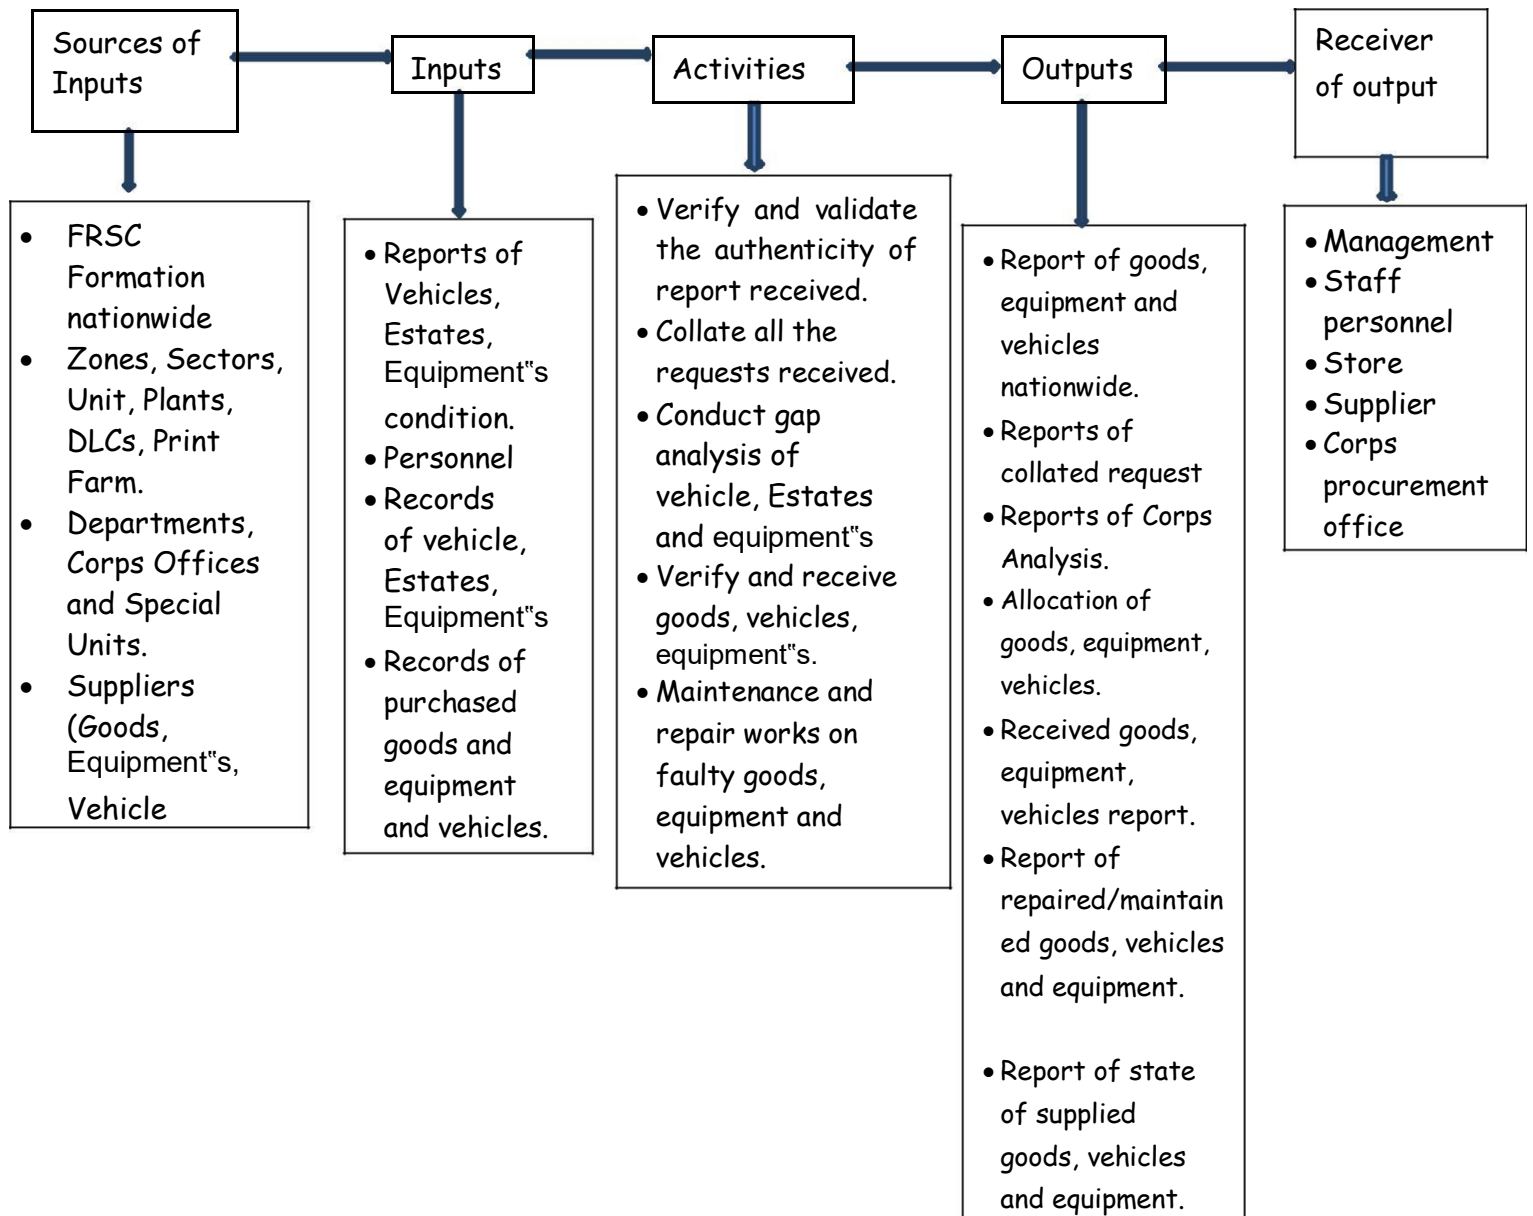 Sources of
Inputs
Inputs
Activities
Outputs
Receiver
of output
• FRSC
Formation
nationwide
• Zones, Sectors,
Unit, Plants,
DLCs, Print
Farm.
• Departments,
Corps Offices
and Special
Units.
• Suppliers
(Goods,
Equipment‟s,
Vehicle
• Reports of
Vehicles,
Estates,
Equipment‟s
condition.
• Personnel
• Records
of vehicle,
Estates,
Equipment‟s
• Records of
purchased
goods and
equipment
and vehicles.
• Verify and validate
the authenticity of
report received.
• Collate all the
requests received.
• Conduct gap
analysis of
vehicle, Estates
and equipment‟s
• Verify and receive
goods, vehicles,
equipment‟s.
• Maintenance and
repair works on
faulty goods,
equipment and
vehicles.
• Report of goods,
equipment and
vehicles
nationwide.
• Reports of
collated request
• Reports of Corps
Analysis.
• Allocation of
goods, equipment,
vehicles.
• Received goods,
equipment,
vehicles report.
• Report of
repaired/maintain
ed goods, vehicles
and equipment.
• Report of state
of supplied
goods, vehicles
and equipment.
• Management
• Staff
personnel
• Store
• Supplier
• Corps
procurement
office